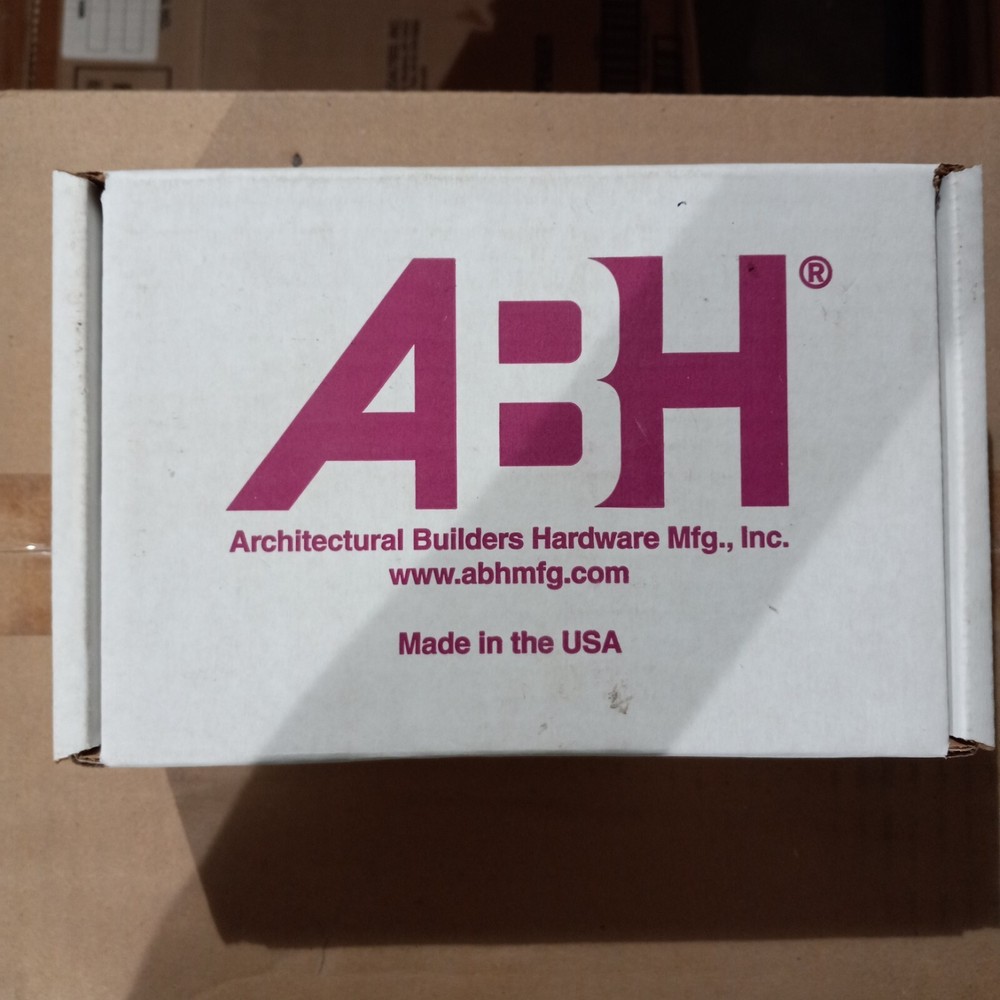 ABH®
Architectural Builders Hardware Mfg., Inc.
www.abhmfg.com
Made in the USA